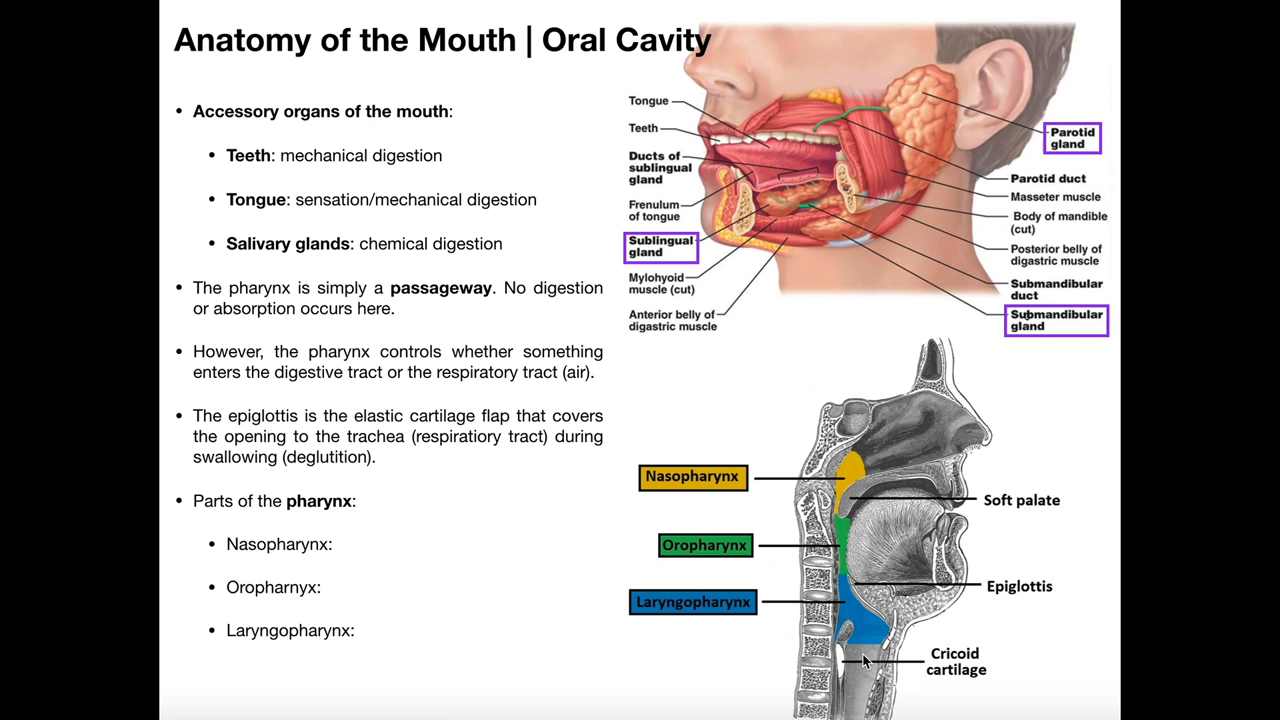 Anatomy of the Mouth | Oral Cavity
• Accessory organs of the mouth:
• Teeth: mechanical digestion
• Tongue: sensation/mechanical digestion
• Salivary glands: chemical digestion
• The pharynx is simply a passageway. No digestion
or absorption occurs here.
• However, the pharynx controls whether something
enters the digestive tract or the respiratory tract (air).
• The epiglottis is the elastic cartilage flap that covers
the opening to the trachea (respiratiory tract) during
swallowing (deglutition).
• Parts of the pharynx:
• Nasopharynx:
• Oropharnyx:
• Laryngopharynx:
Tongue
Teeth
Ducts of
sublingual
gland
Frenulum
of tongue
Sublingual
gland
Mylohyoid
muscle (cut)
Anterior belly of
digastric muscle
Parotid
gland
Parotid duct
Masseter muscle
Body of mandible
(cut)
Posterior belly of
digastric muscle
Submandibular
duct
Submandibular
gland
Nasopharynx
Oropharynx
Laryngopharynx
Soft palate
Epiglottis
Cricoid
cartilage